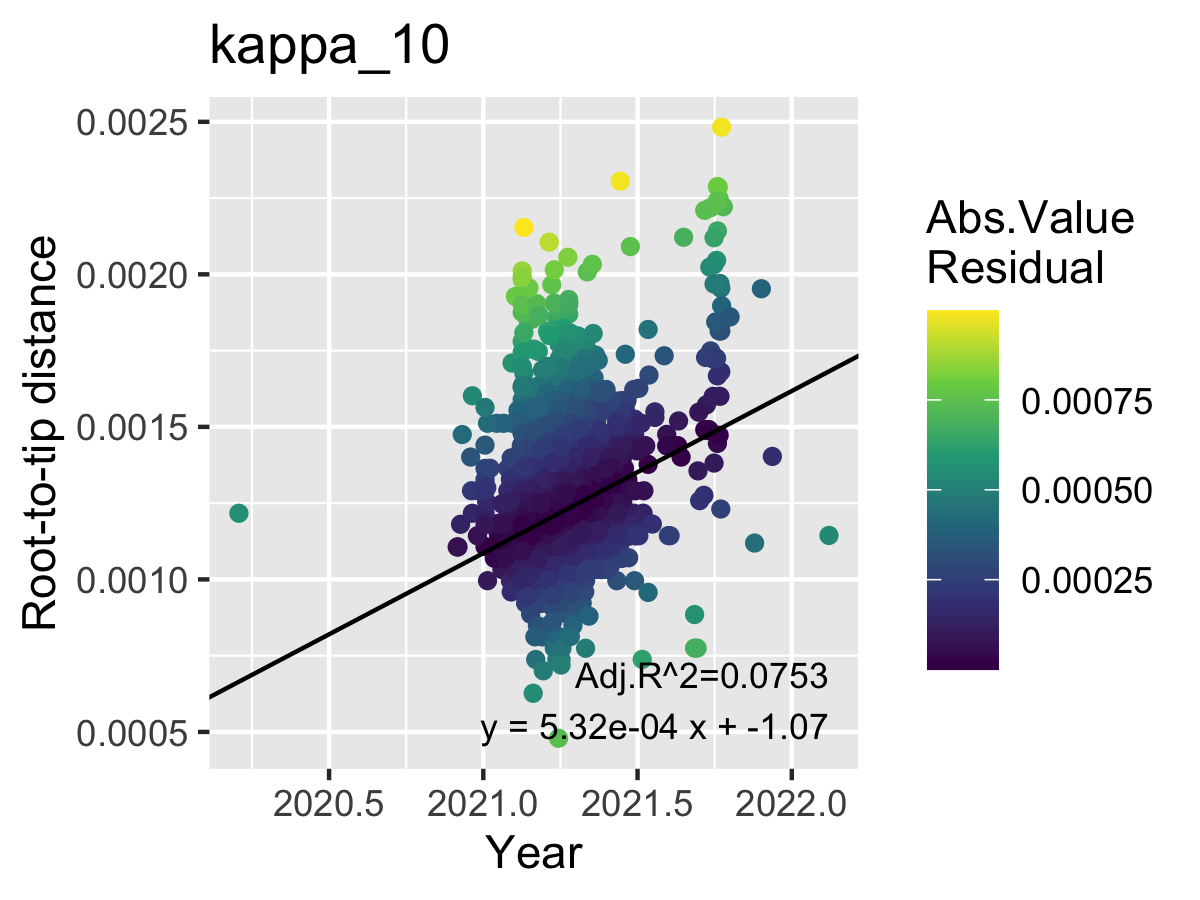 kappa_10
0.0025
0.0020
0.0015
0.0010
0.0005
Root-to-tip distance
Adj.R^2=0.0753
y = 5.32e-04 x + -1.07
2020.5 2021.0 2021.5 2022.0
Year
Abs.Value
Residual
0.00075
0.00050
0.00025